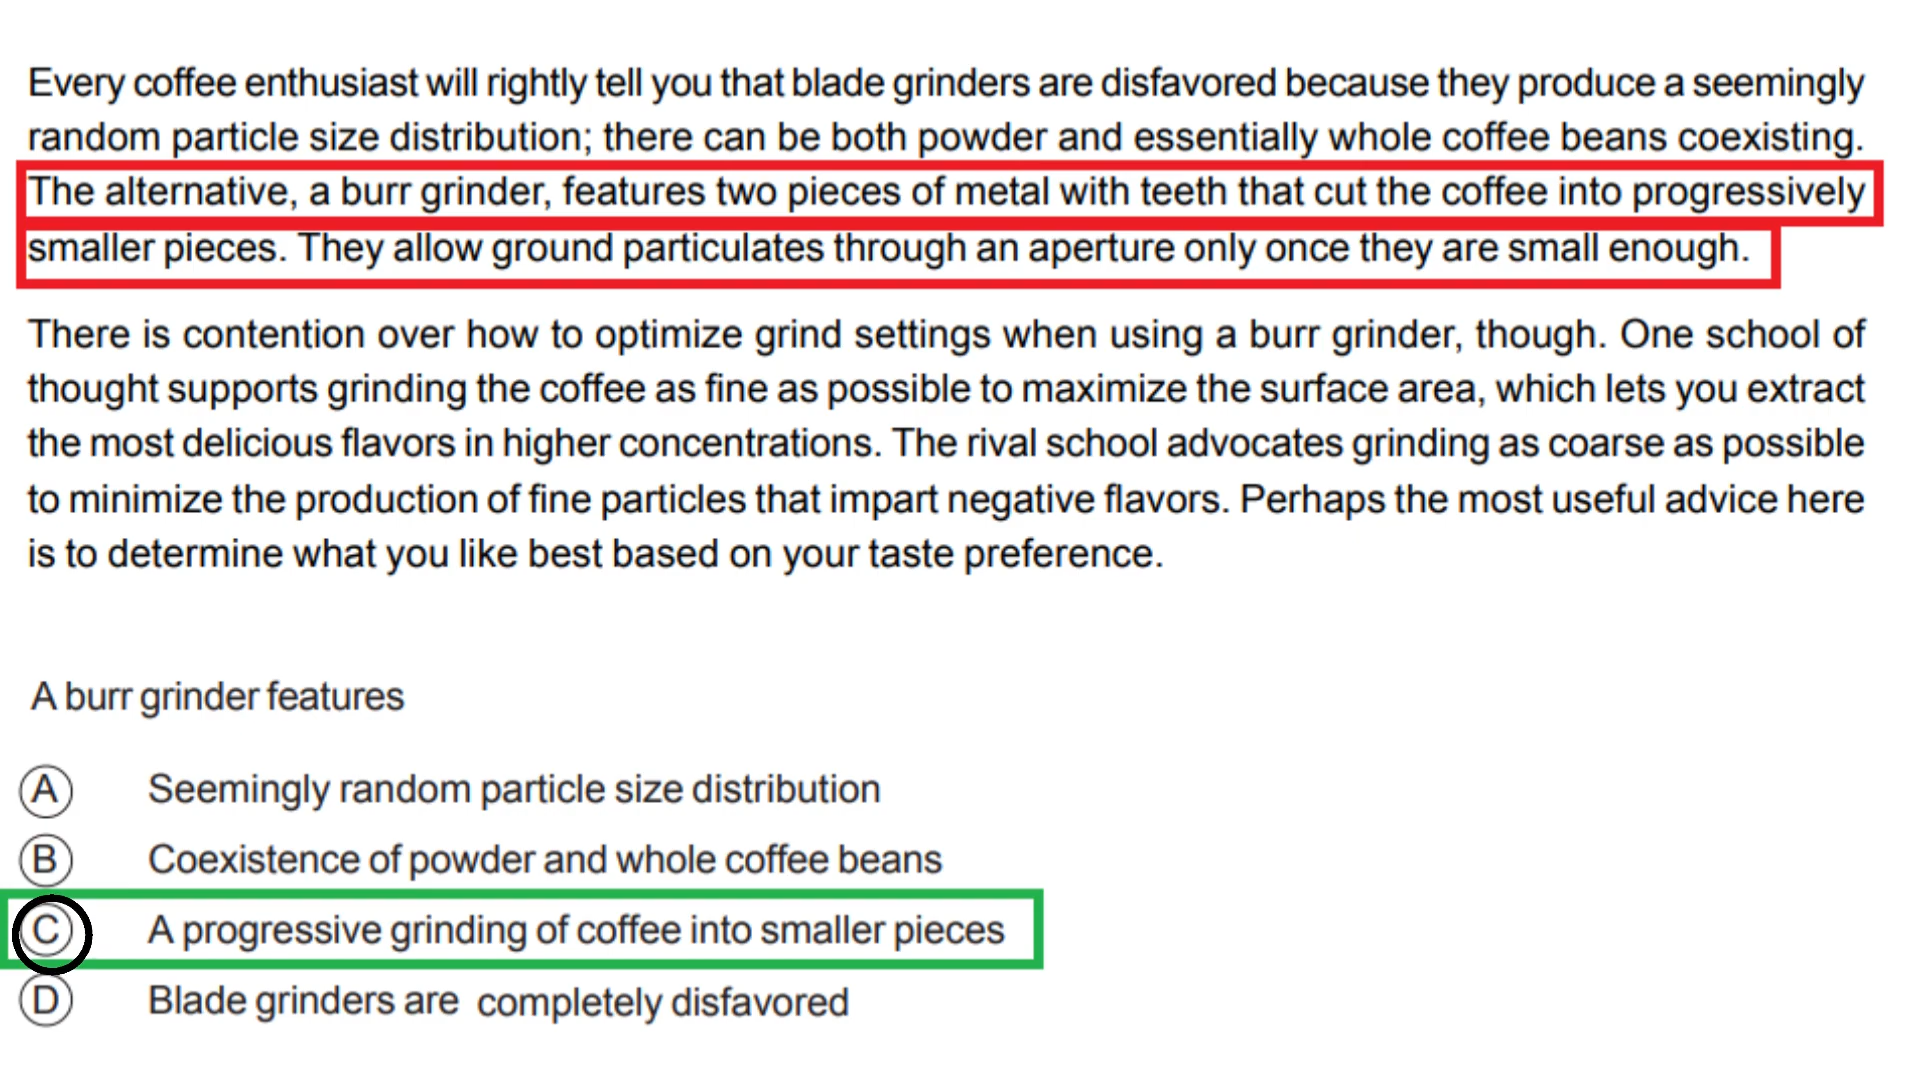 Every coffee enthusiast will rightly tell you that blade grinders are disfavored because they produce a seemingly
random particle size distribution; there can be both powder and essentially whole coffee beans coexisting.
The alternative, a burr grinder, features two pieces of metal with teeth that cut the coffee into progressively
smaller pieces. They allow ground particulates through an aperture only once they are small enough.
There is contention over how to optimize grind settings when using a burr grinder, though. One school of
thought supports grinding the coffee as fine as possible to maximize the surface area, which lets you extract
the most delicious flavors in higher concentrations. The rival school advocates grinding as coarse as possible
to minimize the production of fine particles that impart negative flavors. Perhaps the most useful advice here
is to determine what you like best based on your taste preference.
A burr grinder features
A Seemingly random particle size distribution
B Coexistence of powder and whole coffee beans
C A progressive grinding of coffee into smaller pieces
D Blade grinders are completely disfavored